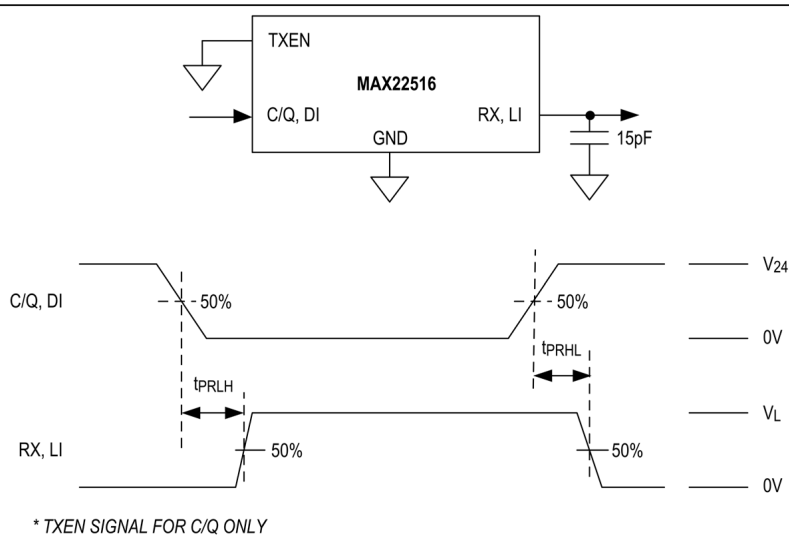 TXEN
MAX22516
C/Q, DI
RX, LI
GND
15pF
V24
C/Q, DI
50%
50%
0V
tPRHL
tPRLH
VL
RX, LI
50%
50%
0V
* TXEN SIGNAL FOR C/Q ONLY